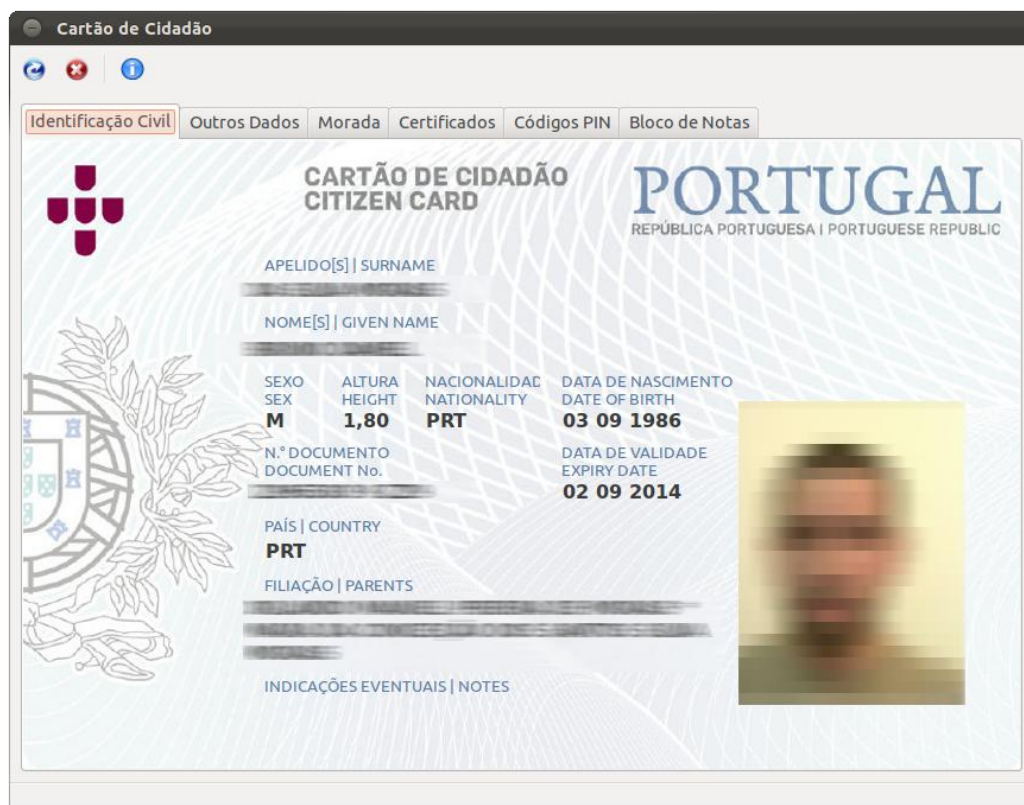 Cartão de Cidadão
Identificação Civil Outros Dados Morada Certificados Códigos PIN Bloco de Notas
CARTÃO DE CIDADÃO
CITIZEN CARD
PORTUGAL
REPÚBLICA PORTUGUESA | PORTUGUESE REPUBLIC
APELIDO[S] | SURNAME
NOME[S] | GIVEN NAME
SEXO ALTURA NACIONALIDAD DATA DE NASCIMENTO
SEX HEIGHT NATIONALITY DATE OF BIRTH
M 1,80 PRT 03 09 1986
N.° DOCUMENTO DATA DE VALIDADE
DOCUMENT No. EXPIRY DATE
02 09 2014
PAÍS | COUNTRY
PRT
FILIAÇÃO | PARENTS
INDICAÇÕES EVENTUAIS | NOTES